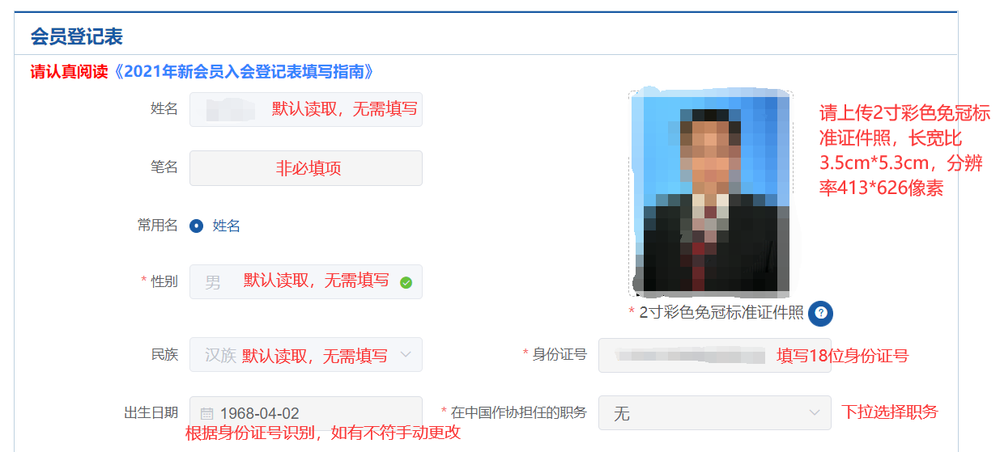 会员登记表
请认真阅读《2021年新会员入会登记表填写指南》
姓名 默认读取，无需填写
请上传2寸彩色免冠标
准证件照，长宽比
3.5cm*5.3cm，分辨
率413*626像素
笔名 非必填项
常用名 姓名
* 性别 男 默认读取，无需填写
* 2寸彩色免冠标准证件照 ?
民族 汉族 默认读取，无需填写
* 身份证号 填写18位身份证号
出生日期 1968-04-02
根据身份证号识别，如有不符手动更改
* 在中国作协担任的职务 无 下拉选择职务